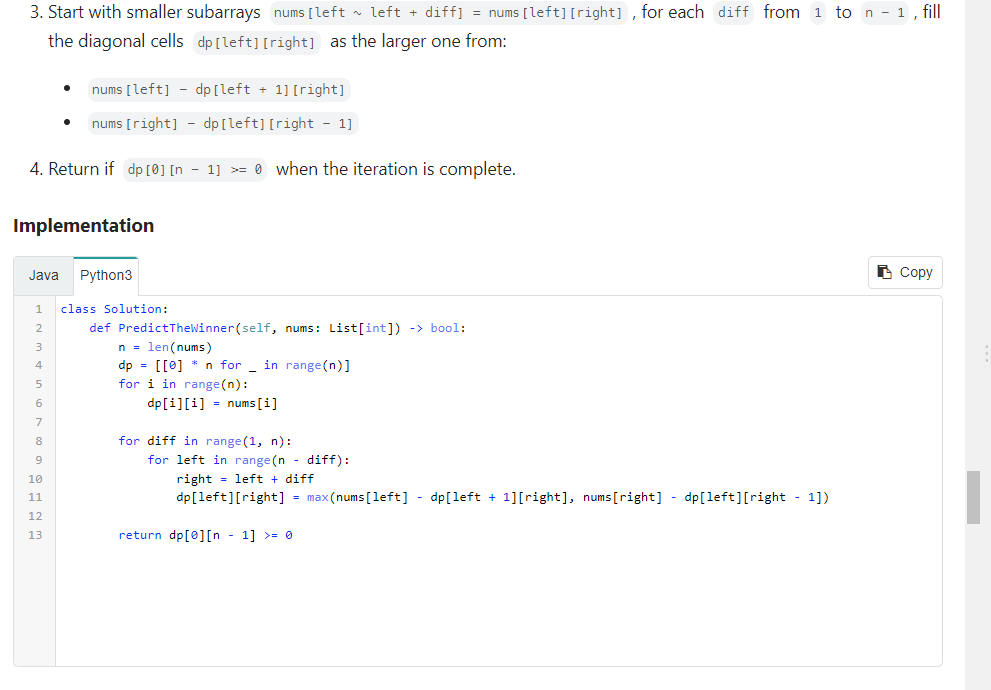 3. Start with smaller subarrays nums[left ~ left + diff] = nums[left][right] , for each diff from 1 to n - 1 , fill
the diagonal cells dp[left][right] as the larger one from:
• nums[left] - dp[left + 1][right]
• nums[right] - dp[left][right - 1]
4. Return if dp[0][n - 1] >= 0 when the iteration is complete.
Implementation
Java Python3 Copy
1 class Solution:
2     def PredictTheWinner(self, nums: List[int]) -> bool:
3         n = len(nums)
4         dp = [[0] * n for _ in range(n)]
5         for i in range(n):
6             dp[i][i] = nums[i]
7
8         for diff in range(1, n):
9             for left in range(n - diff):
10                right = left + diff
11                dp[left][right] = max(nums[left] - dp[left + 1][right], nums[right] - dp[left][right - 1])
12
13        return dp[0][n - 1] >= 0